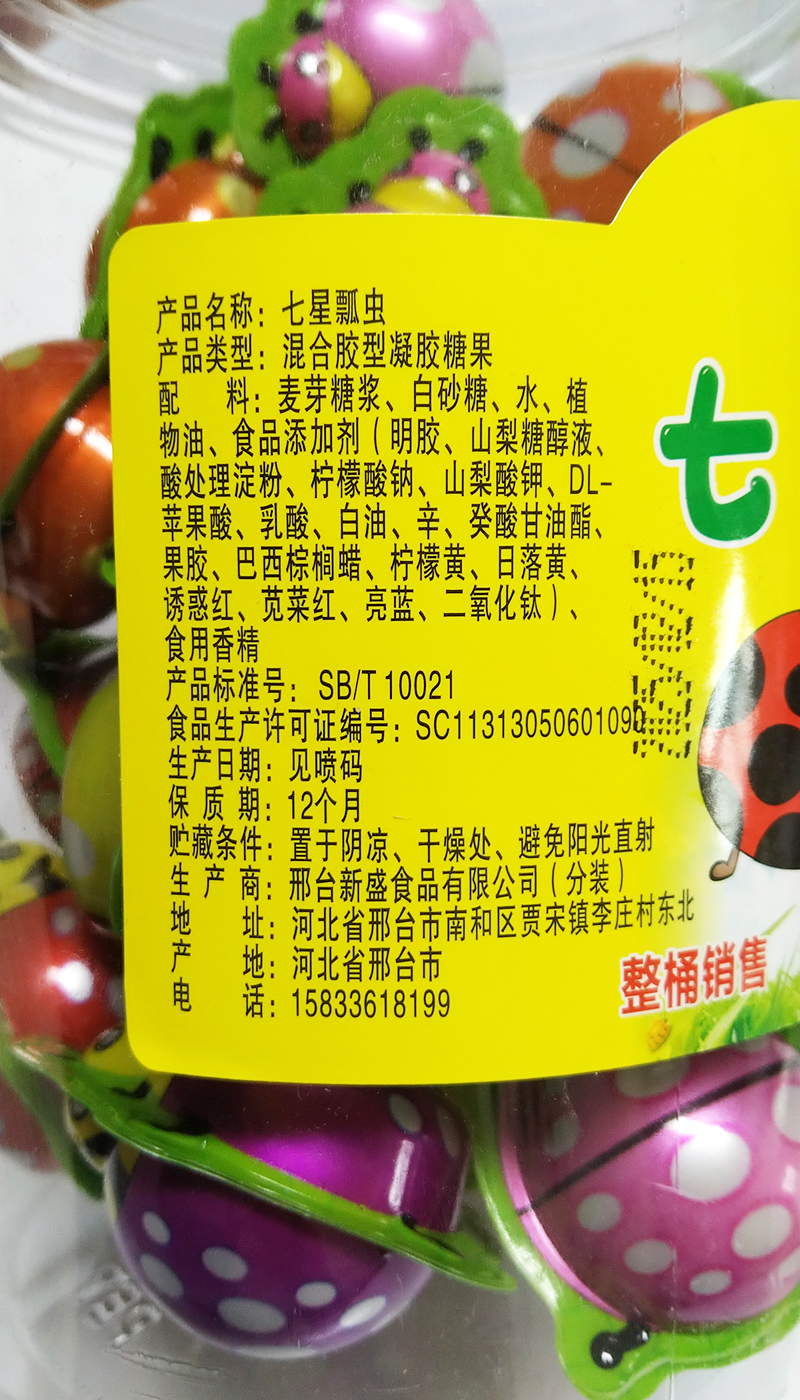 产品名称：七星瓢虫
产品类型：混合胶型凝胶糖果
配 料：麦芽糖浆、白砂糖、水、植
物油、食品添加剂（明胶、山梨糖醇液、
酸处理淀粉、柠檬酸钠、山梨酸钾、DL-
苹果酸、乳酸、白油、辛、癸酸甘油酯、
果胶、巴西棕榈蜡、柠檬黄、日落黄、
诱惑红、苋菜红、亮蓝、二氧化钛）、
食用香精
产品标准号：SB/T 10021
食品生产许可证编号：SC11313050601090
生产日期：见喷码
保 质 期：12个月
贮藏条件：置于阴凉、干燥处、避免阳光直射
生 产 商：邢台新盛食品有限公司（分装）
地 址：河北省邢台市南和区贾宋镇李庄村东北
产 地：河北省邢台市
电 话：15833618199
七
整桶销售